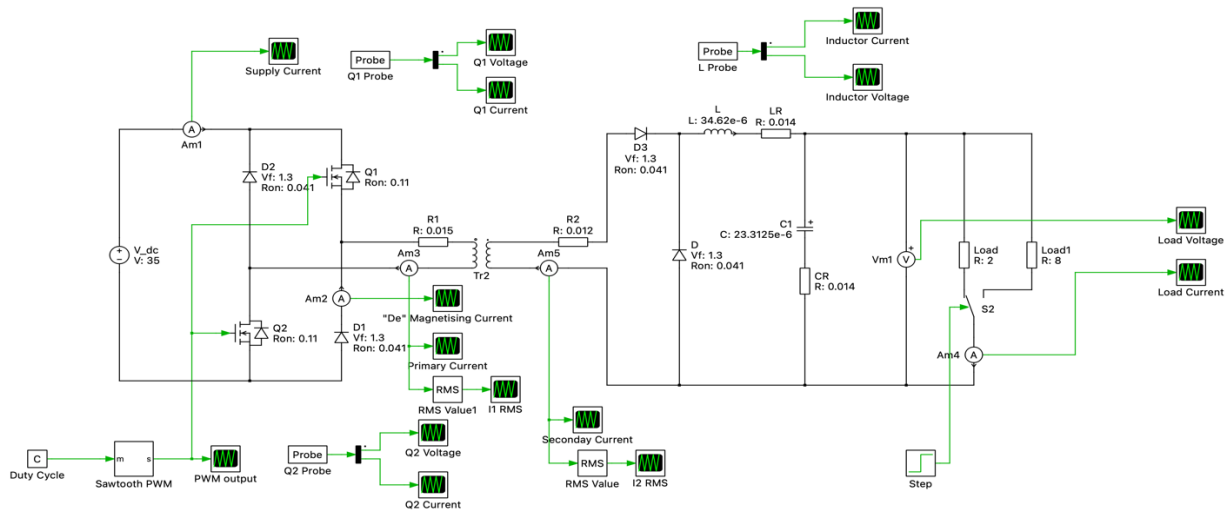 Supply Current
Probe
Q1 Probe
Q1 Voltage
Q1 Current
Probe
L Probe
Inductor Current
Inductor Voltage
A
Am1
D2
Vf: 1.3
Ron: 0.041
Q1
Ron: 0.11
V_dc
V: 35
R1
R: 0.015
R2
R: 0.012
D3
Vf: 1.3
Ron: 0.041
L
L: 34.62e-6
LR
R: 0.014
C1
C: 23.3125e-6
CR
R: 0.014
D
Vf: 1.3
Ron: 0.041
Am3
A
Tr2
Am5
A
Am2
A
"De" Magnetising Current
Q2
Ron: 0.11
D1
Vf: 1.3
Ron: 0.041
Primary Current
RMS
RMS Value1
I1 RMS
Vm1
V
Load
R: 2
Load1
R: 8
S2
Am4
A
Load Voltage
Load Current
Seconday Current
RMS
RMS Value
I2 RMS
C
Duty Cycle
m
s
Sawtooth PWM
PWM output
Probe
Q2 Probe
Q2 Voltage
Q2 Current
Step